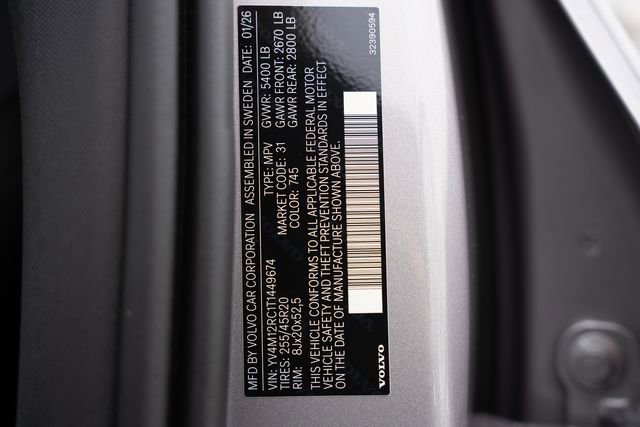 MFD BY VOLVO CAR CORPORATION ASSEMBLED IN SWEDEN DATE: 01/26
VIN: YV4M12RC1T1449674 TYPE: MPV GVWR: 5400 LB
TIRES: 255/45R20 MARKET CODE: 31 GAWR FRONT: 2670 LB
RIM: 8Jx20x52,5 COLOR: 745 GAWR REAR: 2800 LB
THIS VEHICLE CONFORMS TO ALL APPLICABLE FEDERAL MOTOR
VEHICLE SAFETY AND THEFT PREVENTION STANDARDS IN EFFECT
ON THE DATE OF MANUFACTURE SHOWN ABOVE.
VOLVO
32390594